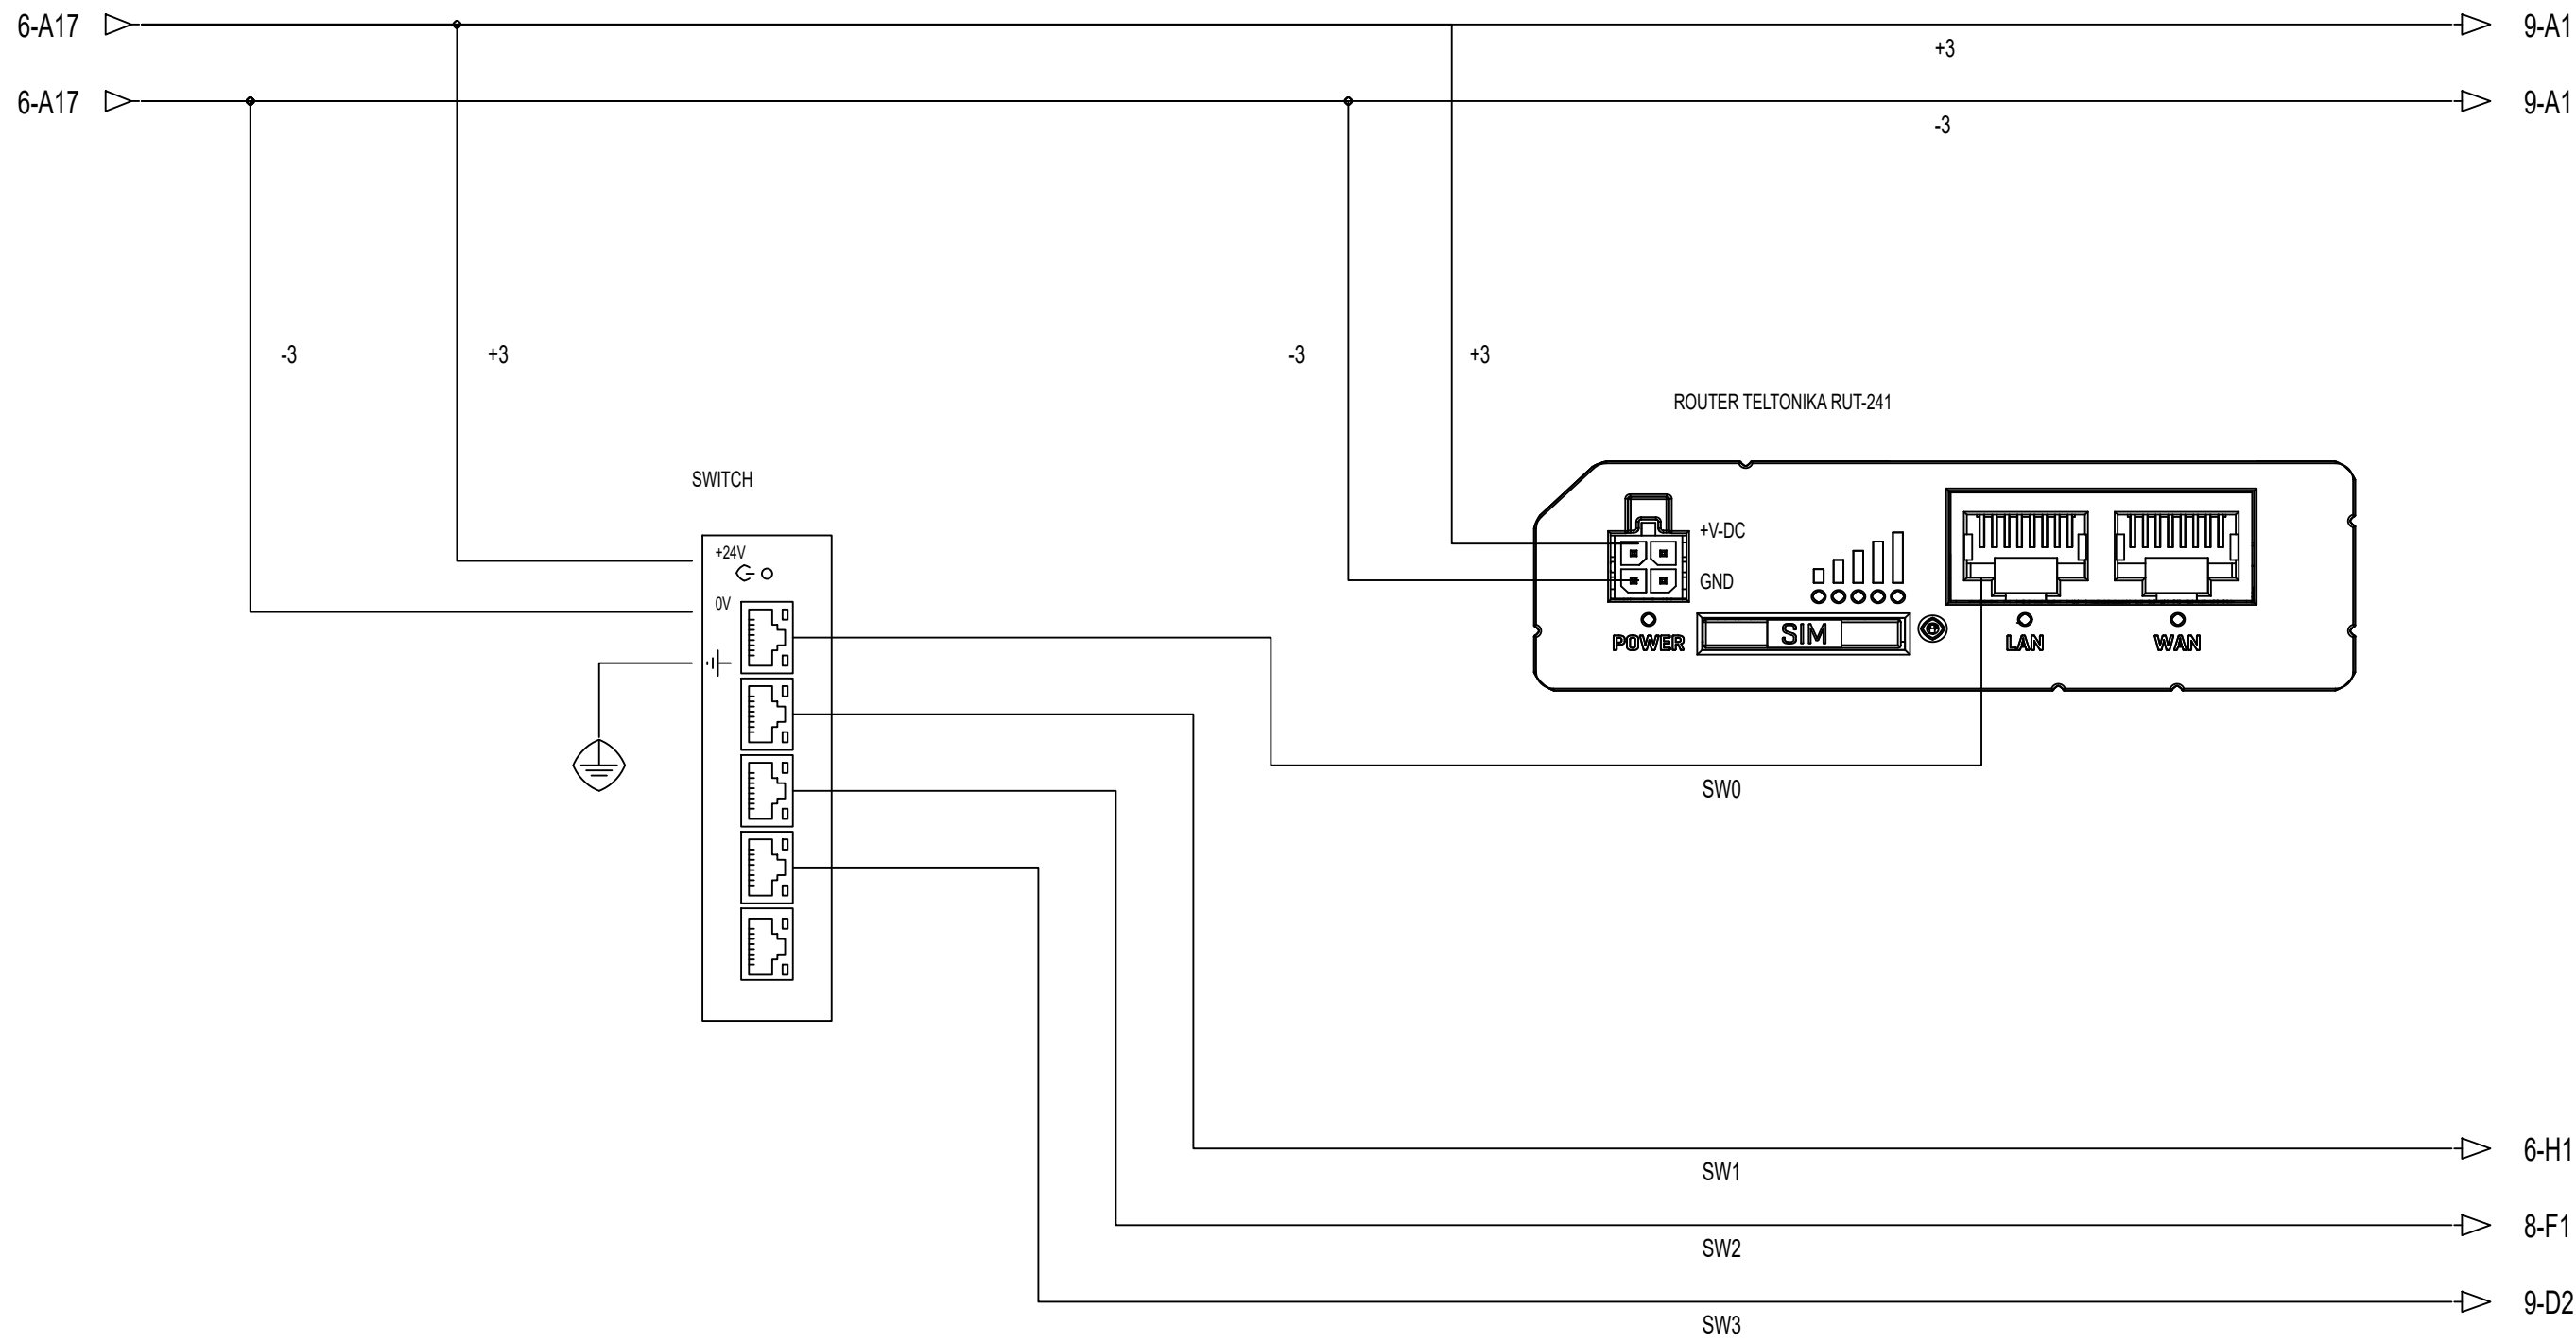 6-A17
9-A1
+3
6-A17
9-A1
-3
-3
+3
-3
+3
ROUTER TELTONIKA RUT-241
SWITCH
+24V
0V
+V-DC
GND
POWER
SIM
LAN
WAN
SW0
6-H1
SW1
8-F1
SW2
9-D2
SW3